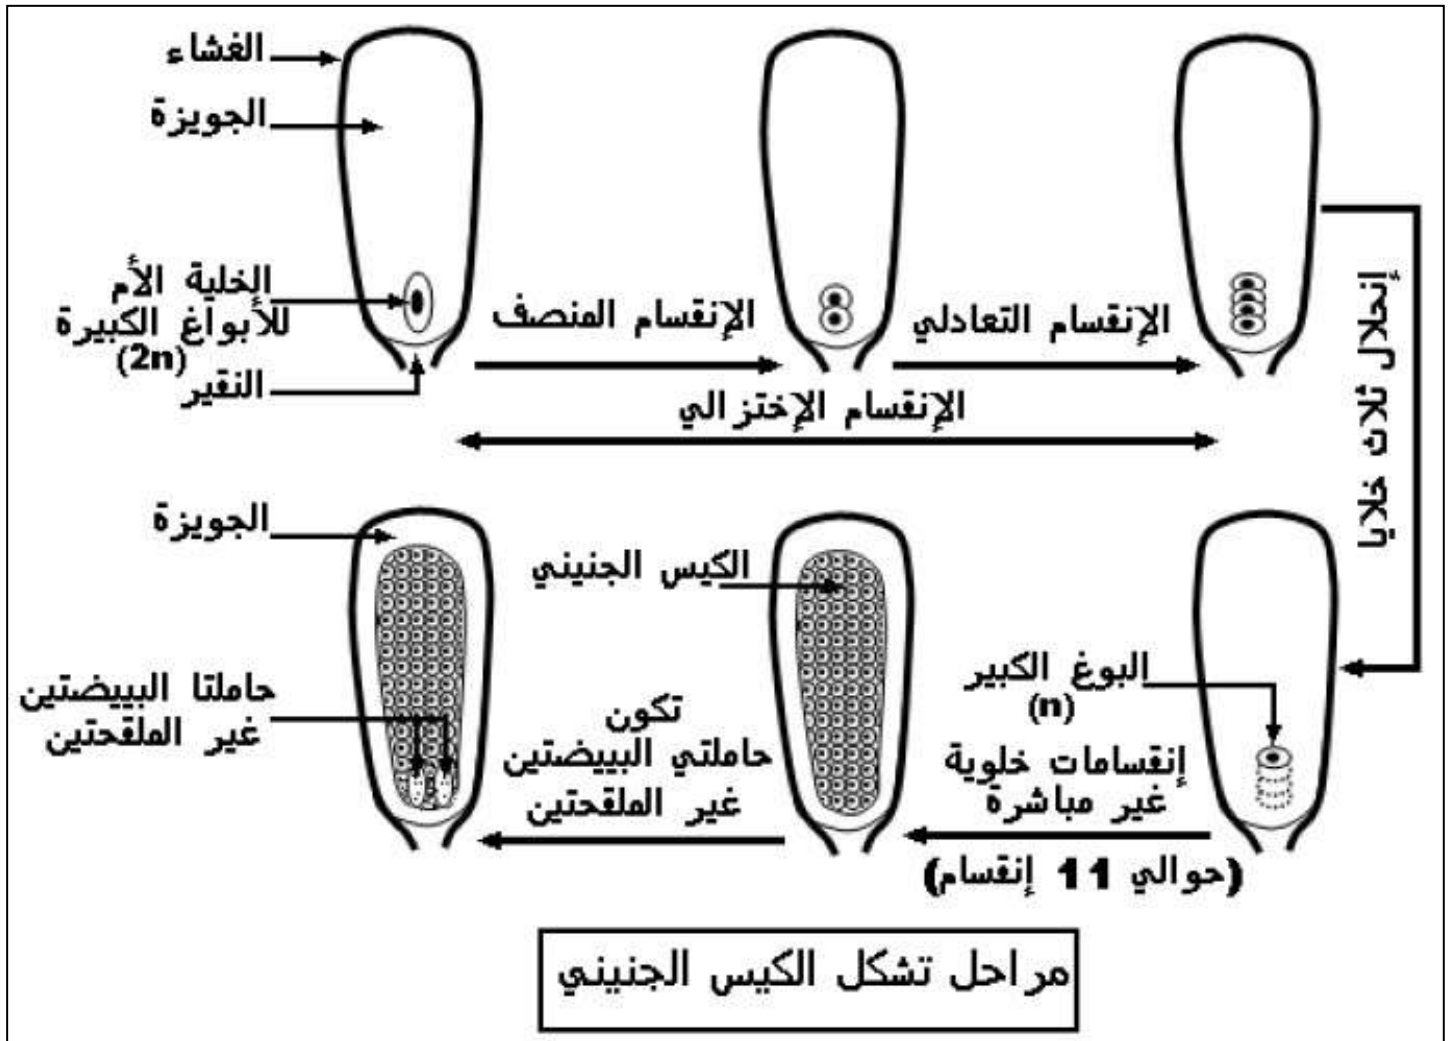 الغشاء
الجويزة
الخلية الأم
للأبواغ الكبيرة
(2n)
النقير
الإنقسام المنصف
الإنقسام التعادلي
الإنقسام الإختزالي
إنحلال ثلاث خلايا
البوغ الكبير
(n)
إنقسامات خلوية
غير مباشرة
(حوالي 11 إنقسام)
الكيس الجنيني
تكون
حاملتي البييضتين
غير الملقحتين
الجويزة
حاملتا البييضتين
غير الملقحتين
مراحل تشكل الكيس الجنيني